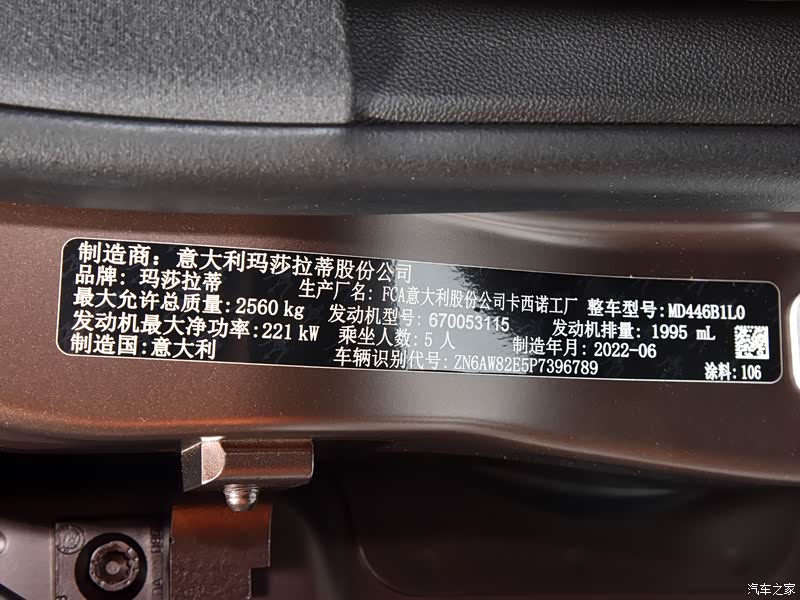 制造商：意大利玛莎拉蒂股份公司
品牌：玛莎拉蒂 生产厂名：FCA意大利股份公司卡西诺工厂 整车型号：MD446B1L0
最大允许总质量：2560 kg 发动机型号：670053115 发动机排量：1995 mL
发动机最大净功率：221 kW 乘坐人数：5 人 制造年月：2022-06
制造国：意大利 车辆识别代号：ZN6AW82E5P7396789 涂料：106
汽车之家